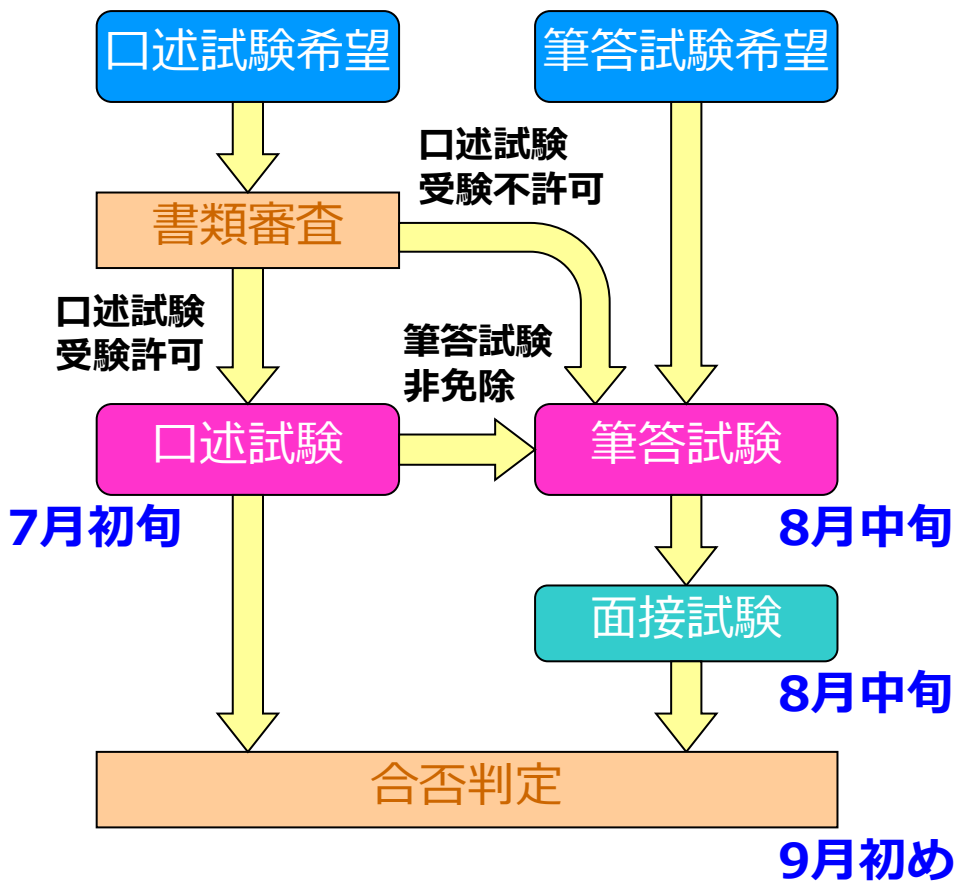 口述試験希望
筆答試験希望
口述試験
受験不許可
書類審査
口述試験
受験許可
筆答試験
非免除
口述試験
筆答試験
7月初旬
8月中旬
面接試験
8月中旬
合否判定
9月初め